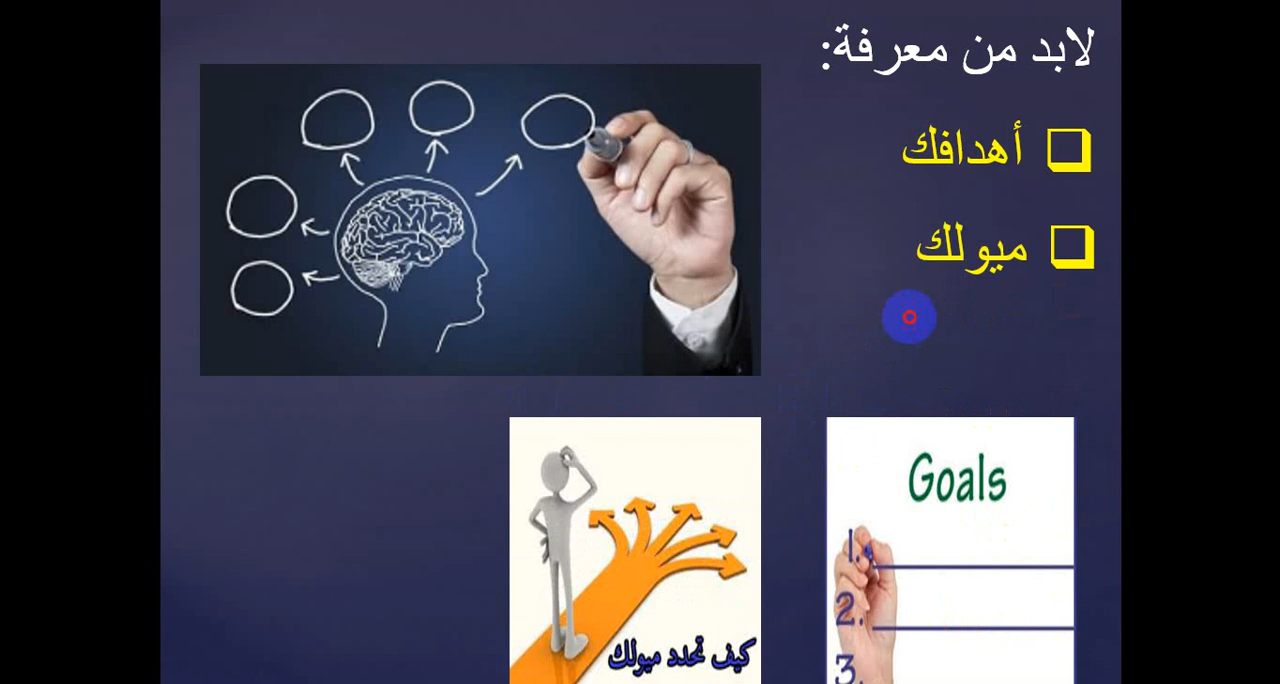 لابد من معرفة:
أهدافك
ميولك
Goals
1.
2.
3
كيف تحدد ميولك